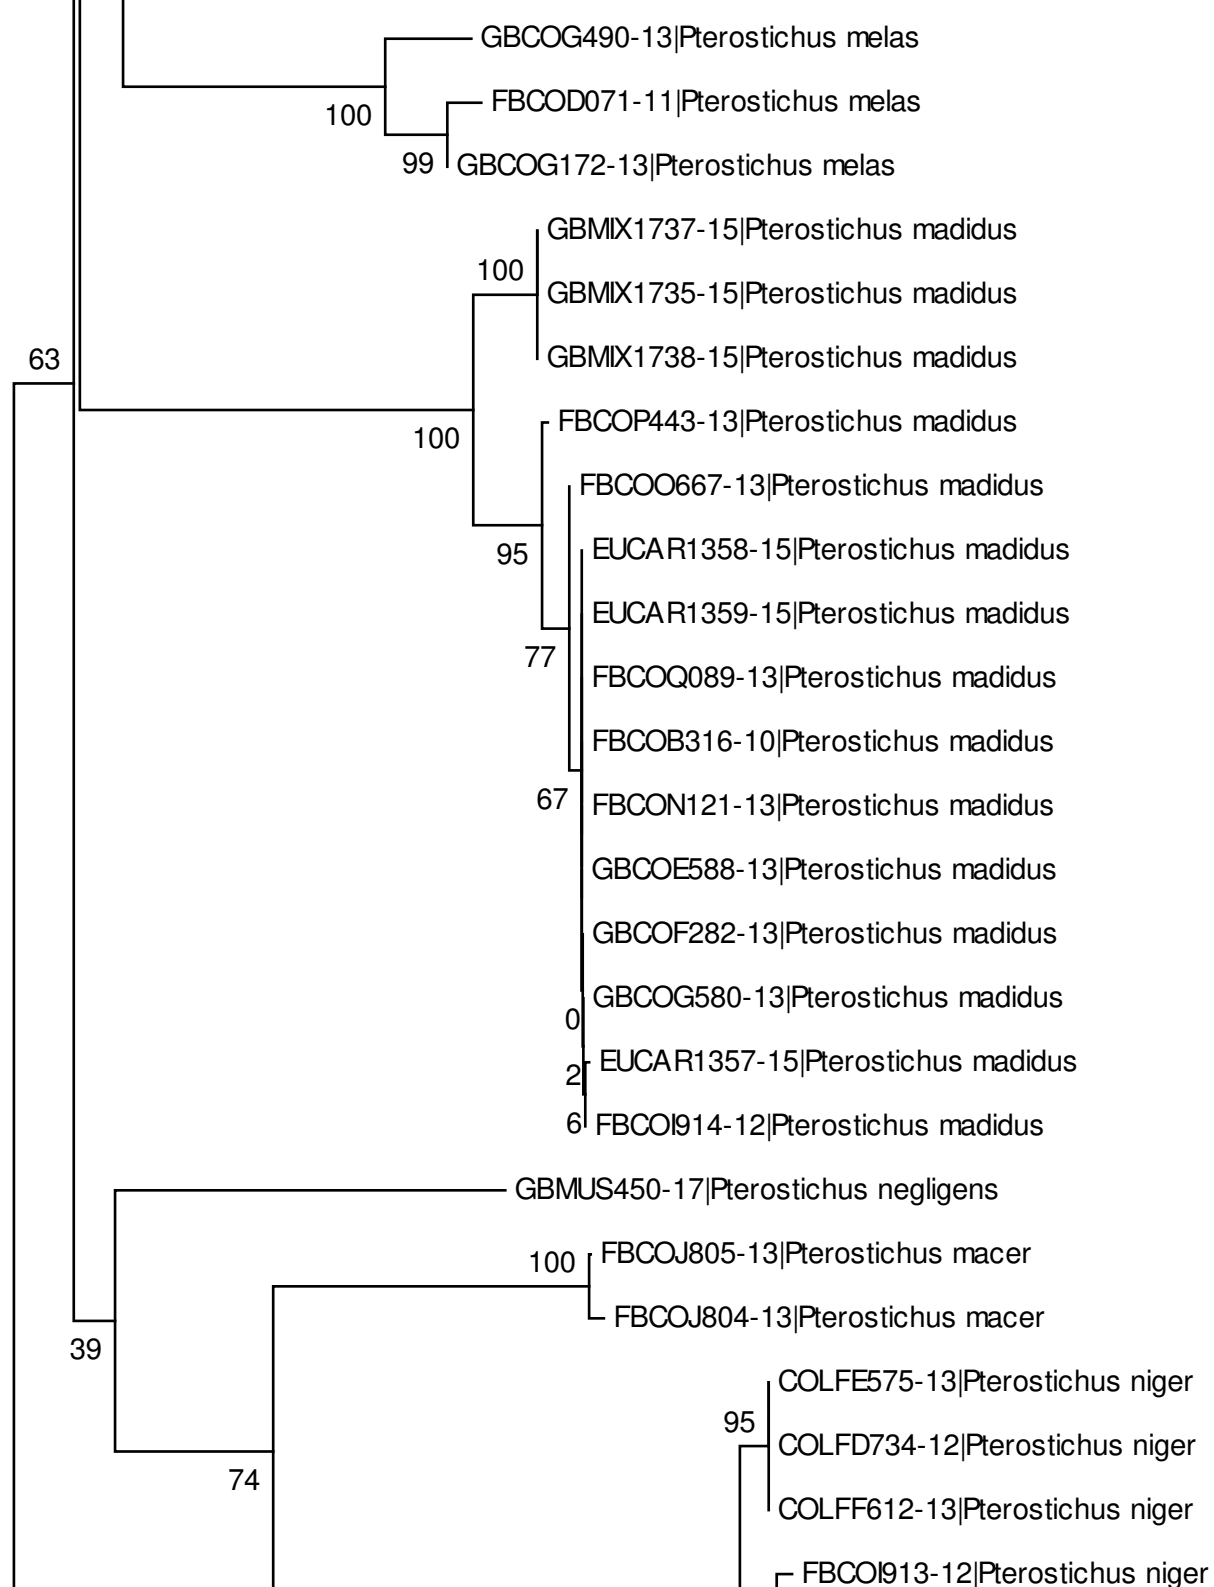 GBCOG490-13|Pterostichus melas
FBCOD071-11|Pterostichus melas
100
99
GBCOG172-13|Pterostichus melas
GBMIX1737-15|Pterostichus madidus
100
GBMIX1735-15|Pterostichus madidus
63
GBMIX1738-15|Pterostichus madidus
FBCOP443-13|Pterostichus madidus
100
FBCOO667-13|Pterostichus madidus
95
EUCAR1358-15|Pterostichus madidus
EUCAR1359-15|Pterostichus madidus
77
FBCOQ089-13|Pterostichus madidus
FBCOB316-10|Pterostichus madidus
67
FBCON121-13|Pterostichus madidus
GBCOE588-13|Pterostichus madidus
GBCOF282-13|Pterostichus madidus
GBCOG580-13|Pterostichus madidus
0
EUCAR1357-15|Pterostichus madidus
2
6
FBCOI914-12|Pterostichus madidus
GBMUS450-17|Pterostichus negligens
FBCOJ805-13|Pterostichus macer
100
FBCOJ804-13|Pterostichus macer
39
COLFE575-13|Pterostichus niger
95
COLFD734-12|Pterostichus niger
74
COLFF612-13|Pterostichus niger
FBCOI913-12|Pterostichus niger